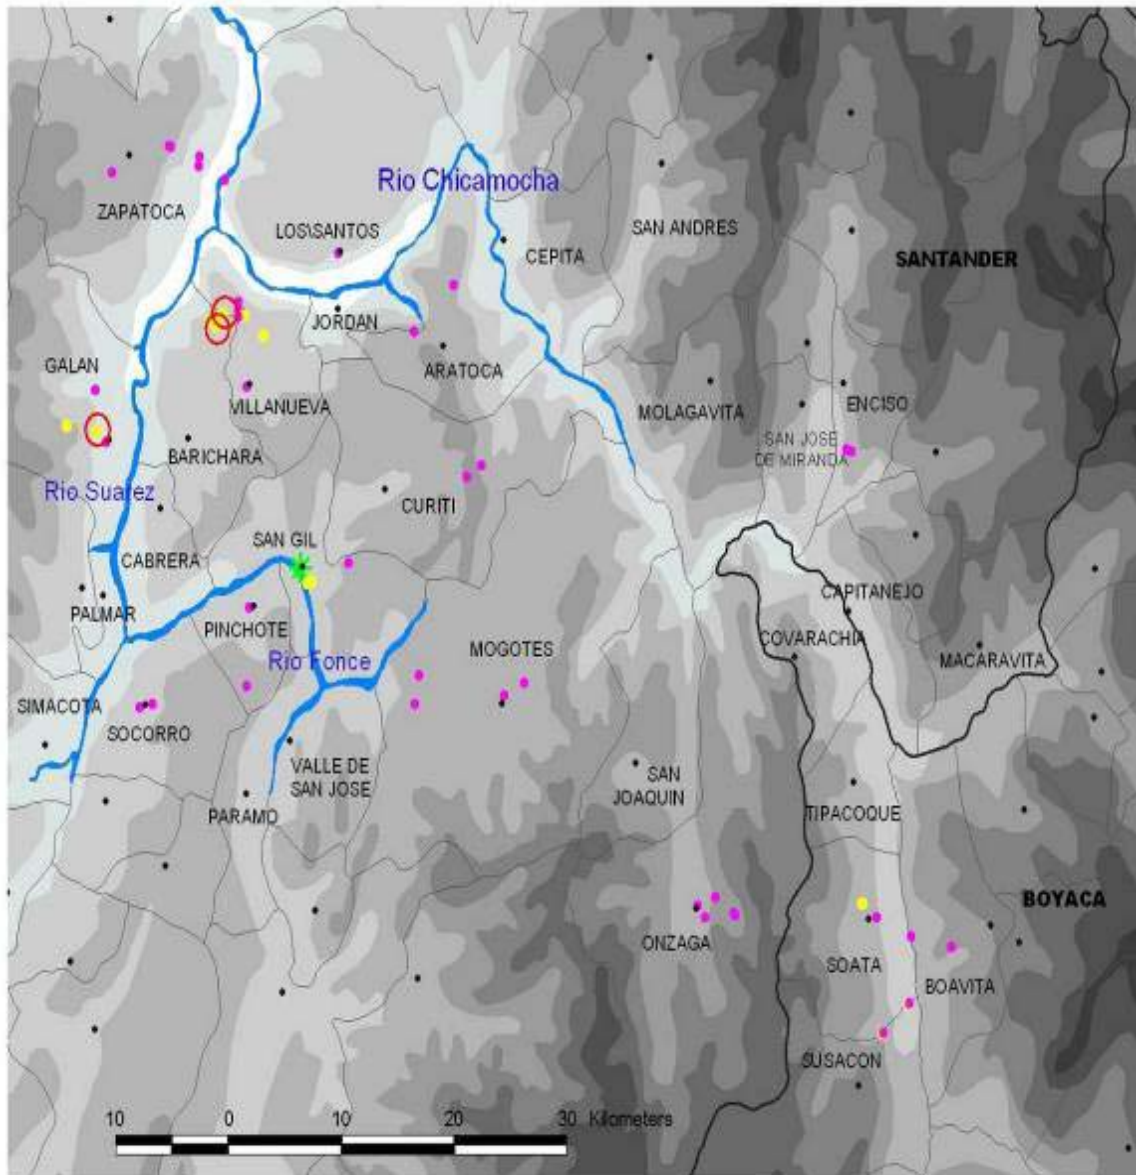 Rio Chicamocha
ZAPATOCA
LOS\SANTOS
SAN ANDRES
CEPITA
SANTANDER
JORDAN
GALAN
ARATOCA
VILLANUEVA
MOLAGAVITA
ENCISO
BARICHARA
SAN JOSE
DE MIRANDA
Rio Suarez
CURITI
SAN GIL
CABRERA
PALMAR
PINCHOTE
CAPITANEJO
COVARACHIA
MOGOTES
Rio Fonce
MACARAVITA
SIMACOTA
SOCORRO
VALLE DE
SAN JOSE
SAN
JOAQUIN
PARAMO
TIPACOQUE
BOYACA
ONZAGA
SOATA
BOAVITA
SUSACON
10 0 10 20 30 Kilometers